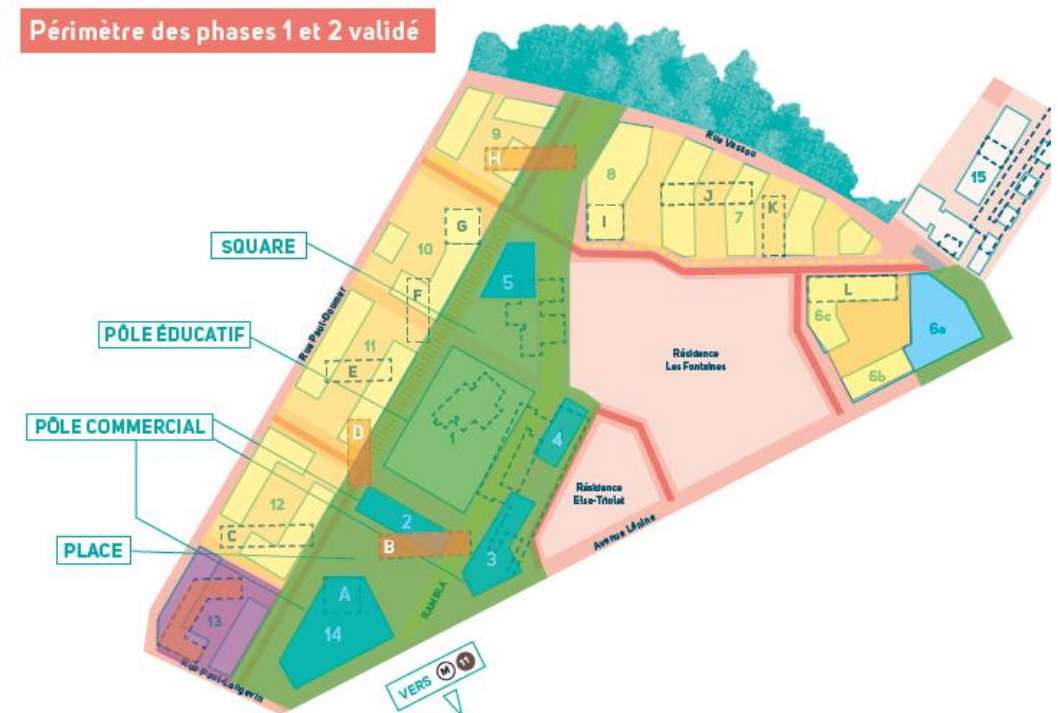 Périmètre des phases 1 et 2 validé
Rue Vassou
9
H
15
8
J
K
7
I
G
SQUARE
10
5
F
L
6c
6a
Rue Paul-Doumer
PÔLE ÉDUCATIF
11
E
Résidence
Les Fontaines
6b
PÔLE COMMERCIAL
D
1
4
Résidence
Elsa-Triolet
12
2
C
B
Avenue Lénine
PLACE
3
A
RAMBLA
13
14
Rue Paul-Langevin
VERS M 11